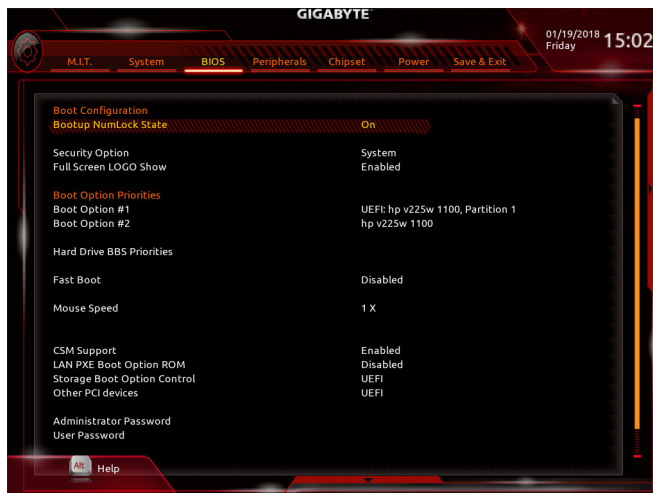 GIGABYTE™
01/19/2018 15:02
Friday
M.I.T. System BIOS Peripherals Chipset Power Save & Exit
Boot Configuration
Bootup NumLock State On
Security Option System
Full Screen LOGO Show Enabled
Boot Option Priorities
Boot Option #1 UEFI: hp v225w 1100, Partition 1
Boot Option #2 hp v225w 1100
Hard Drive BBS Priorities
Fast Boot Disabled
Mouse Speed 1 X
CSM Support Enabled
LAN PXE Boot Option ROM Disabled
Storage Boot Option Control UEFI
Other PCI devices UEFI
Administrator Password
User Password
Alt Help